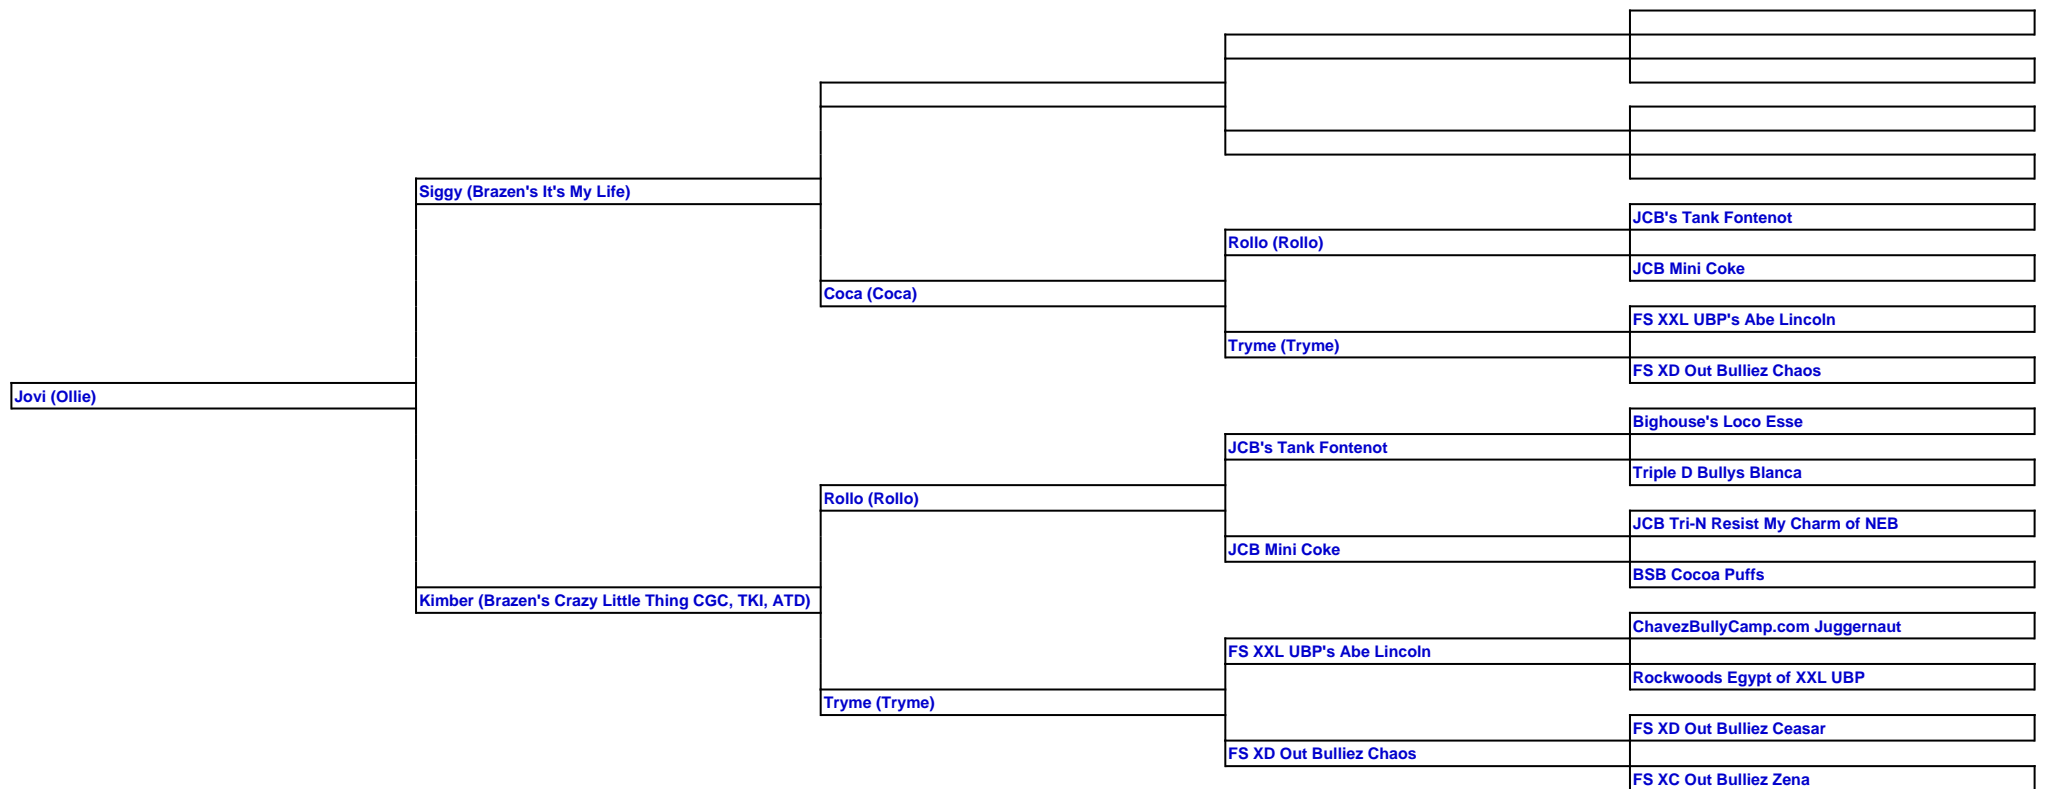 Siggy (Brazen's It's My Life)
JCB's Tank Fontenot
Rollo (Rollo)
JCB Mini Coke
Coca (Coca)
FS XXL UBP's Abe Lincoln
Tryme (Tryme)
FS XD Out Bulliez Chaos
Jovi (Ollie)
Bighouse's Loco Esse
JCB's Tank Fontenot
Triple D Bullys Blanca
Rollo (Rollo)
JCB Tri-N Resist My Charm of NEB
JCB Mini Coke
BSB Cocoa Puffs
Kimber (Brazen's Crazy Little Thing CGC, TKI, ATD)
ChavezBullyCamp.com Juggernaut
FS XXL UBP's Abe Lincoln
Rockwoods Egypt of XXL UBP
Tryme (Tryme)
FS XD Out Bulliez Ceasar
FS XD Out Bulliez Chaos
FS XC Out Bulliez Zena